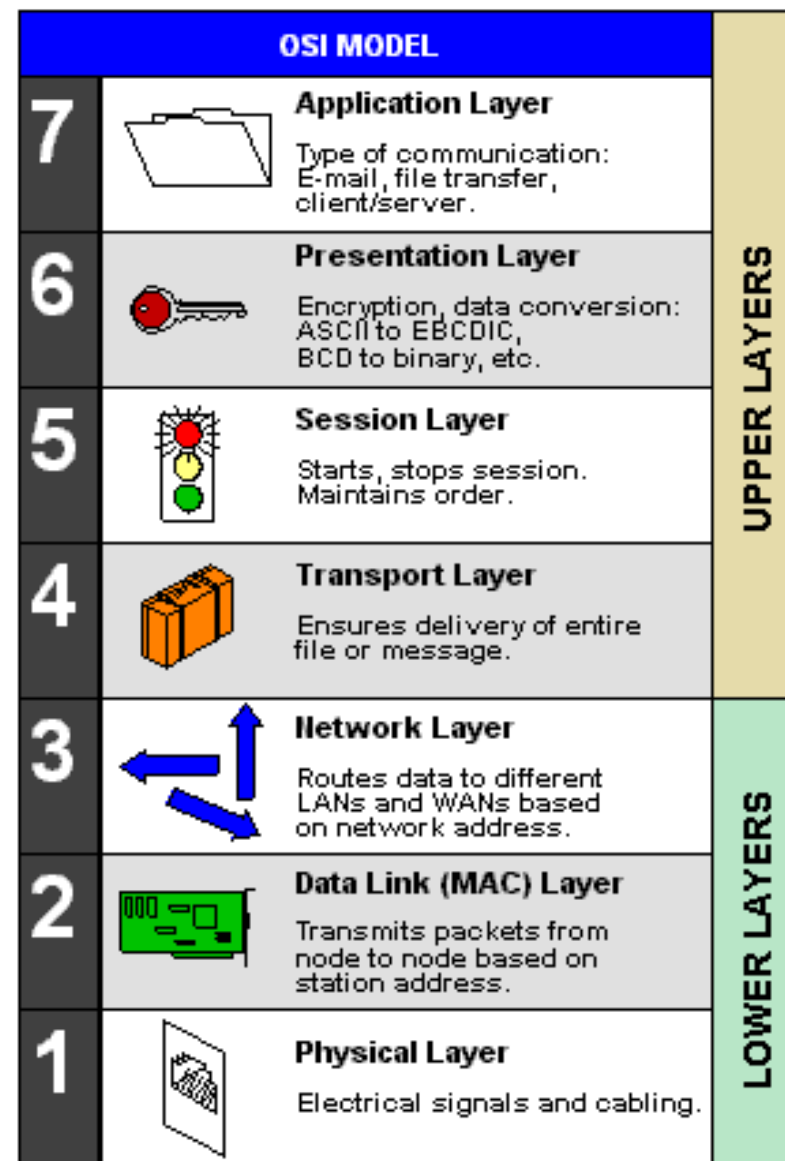 OSI MODEL
7
Application Layer
Type of communication:
E-mail, file transfer,
client/server.
6
Presentation Layer
Encryption, data conversion:
ASCII to EBCDIC,
BCD to binary, etc.
5
Session Layer
Starts, stops session.
Maintains order.
4
Transport Layer
Ensures delivery of entire
file or message.
UPPER LAYERS
3
Network Layer
Routes data to different
LANs and WANs based
on network address.
2
Data Link (MAC) Layer
Transmits packets from
node to node based on
station address.
1
Physical Layer
Electrical signals and cabling.
LOWER LAYERS